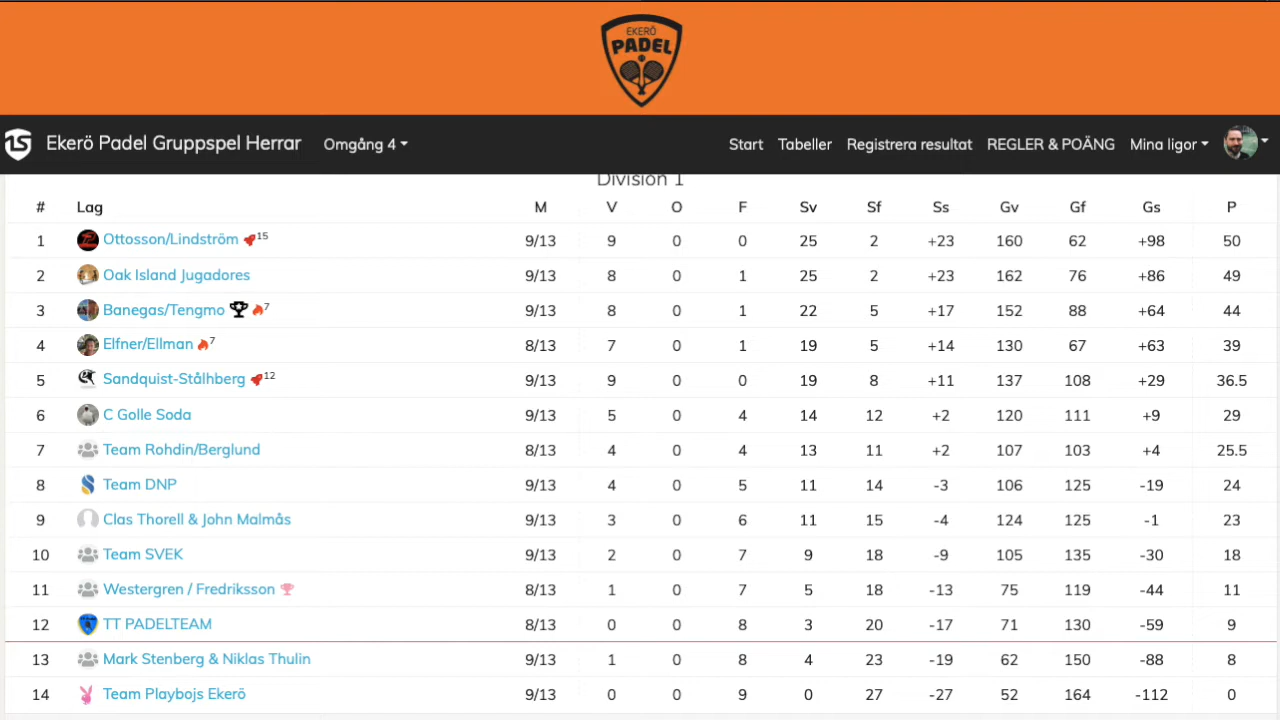 EKERÖ
PADEL
Ekerö Padel Gruppspel Herrar Omgång 4 Start Tabeller Registrera resultat REGLER & POÄNG Mina ligor
Division 1
# Lag M V O F Sv Sf Ss Gv Gf Gs P
1 Ottosson/Lindström 15 9/13 9 0 0 25 2 +23 160 62 +98 50
2 Oak Island Jugadores 9/13 8 0 1 25 2 +23 162 76 +86 49
3 Banegas/Tengmo 7 9/13 8 0 1 22 5 +17 152 88 +64 44
4 Elfner/Ellman 7 8/13 7 0 1 19 5 +14 130 67 +63 39
5 Sandquist-Stålhberg 12 9/13 9 0 0 19 8 +11 137 108 +29 36.5
6 C Golle Soda 9/13 5 0 4 14 12 +2 120 111 +9 29
7 Team Rohdin/Berglund 8/13 4 0 4 13 11 +2 107 103 +4 25.5
8 Team DNP 9/13 4 0 5 11 14 -3 106 125 -19 24
9 Clas Thorell & John Malmås 9/13 3 0 6 11 15 -4 124 125 -1 23
10 Team SVEK 9/13 2 0 7 9 18 -9 105 135 -30 18
11 Westergren / Fredriksson 8/13 1 0 7 5 18 -13 75 119 -44 11
12 TT PADELTEAM 8/13 0 0 8 3 20 -17 71 130 -59 9
13 Mark Stenberg & Niklas Thulin 9/13 1 0 8 4 23 -19 62 150 -88 8
14 Team Playbojs Ekerö 9/13 0 0 9 0 27 -27 52 164 -112 0